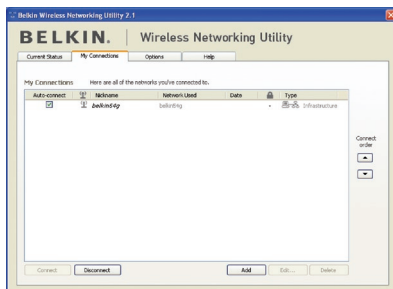 Belkin Wireless Networking Utility 2.1
BELKIN. | Wireless Networking Utility
Current Status My Connections Options Help
My Connections Here are all of the networks you've connected to.
Auto-connect Nickname Network Used Date Type
belkin54g belkin54g - Infrastructure
Connect order
Connect Disconnect Add Edit... Delete